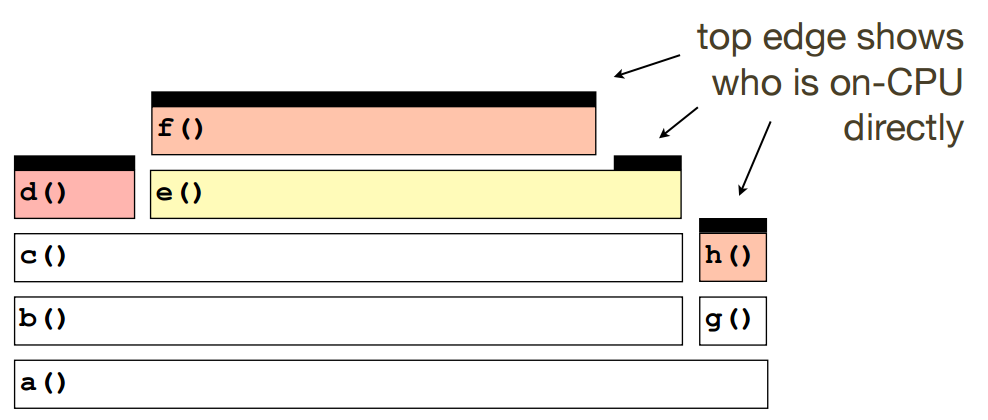 top edge shows
who is on-CPU
directly
f()
d()
e()
c()
h()
b()
g()
a()